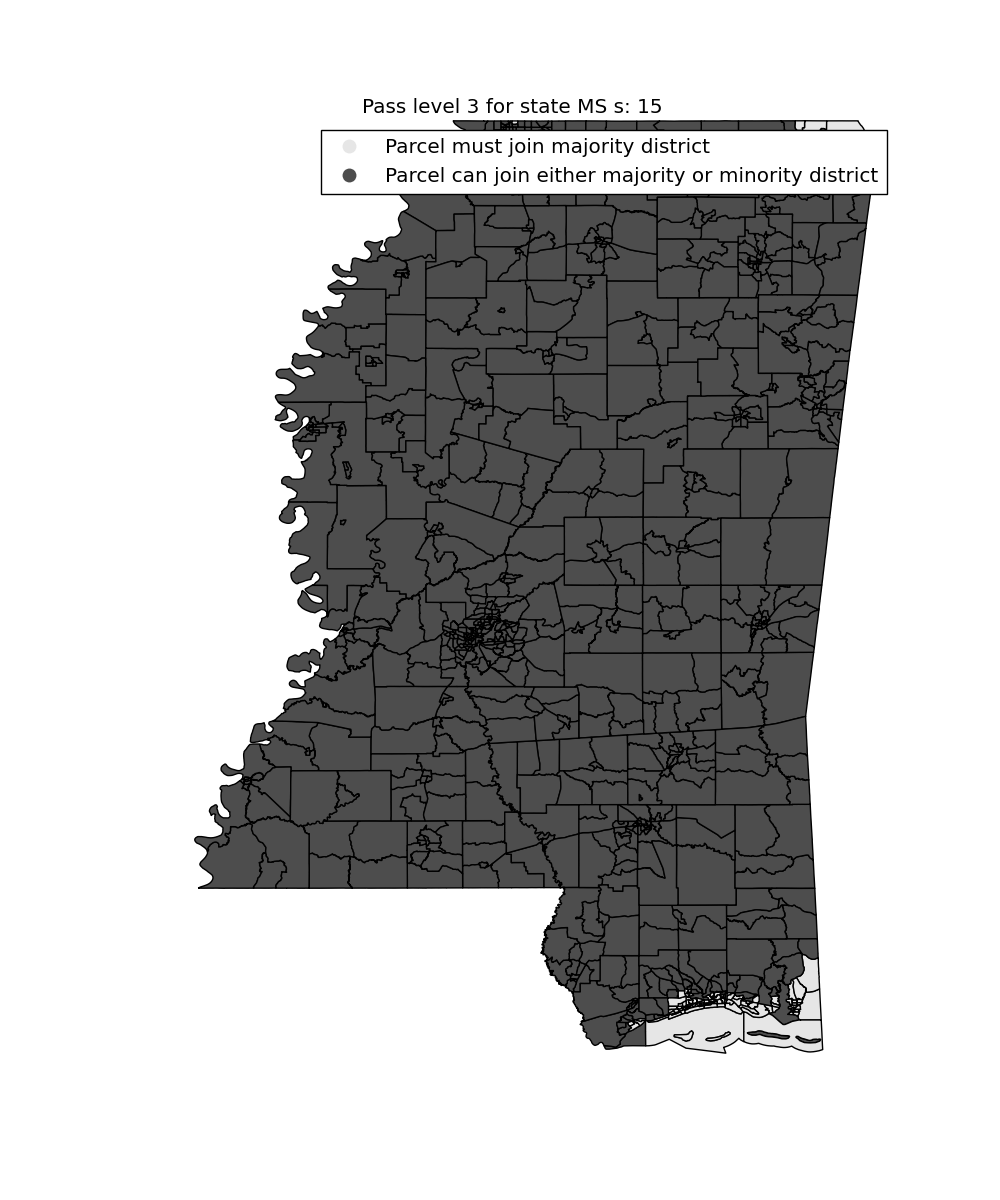 Pass level 3 for state MS s: 15
Parcel must join majority district
Parcel can join either majority or minority district